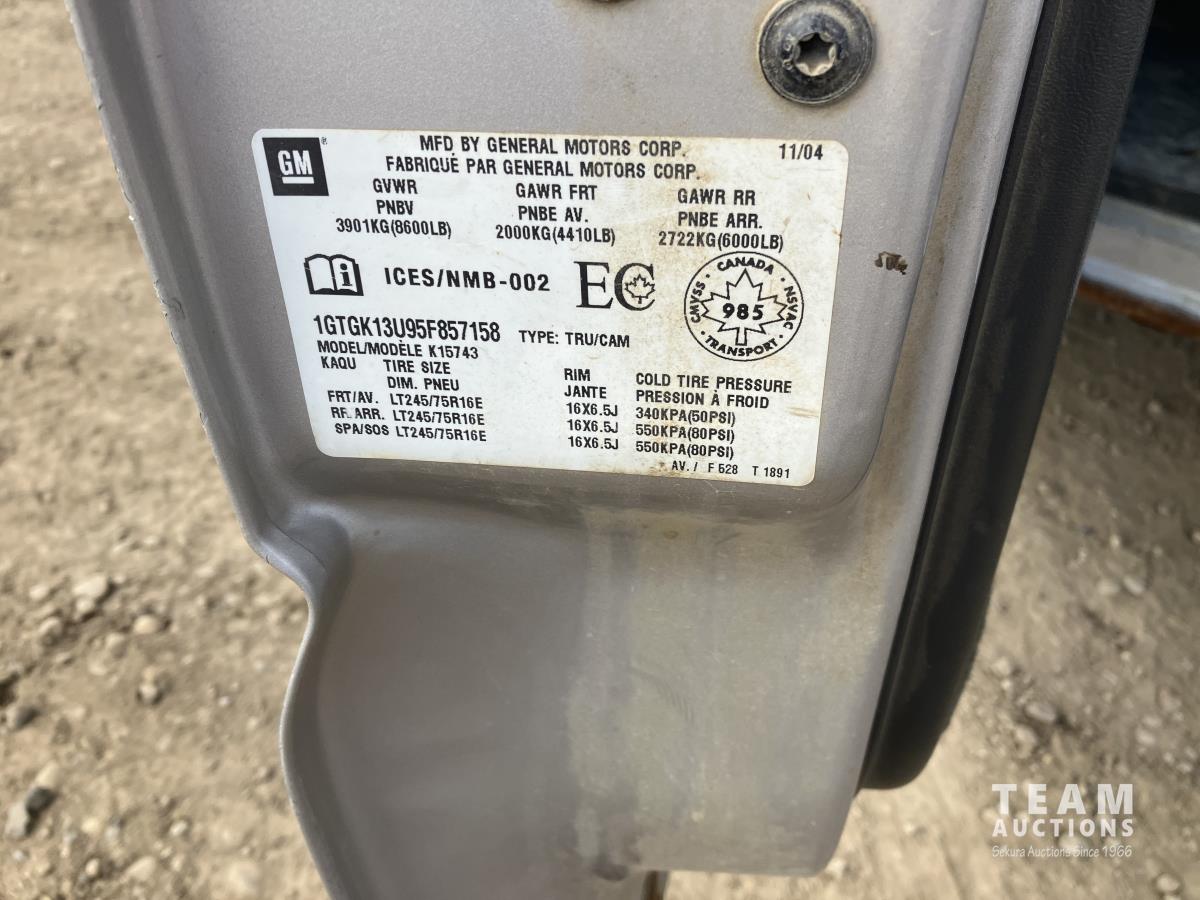 GM
MFD BY GENERAL MOTORS CORP. 11/04
FABRIQUÉ PAR GENERAL MOTORS CORP.
GVWR GAWR FRT GAWR RR
PNBV PNBE AV. PNBE ARR.
3901KG(8600LB) 2000KG(4410LB) 2722KG(6000LB)
i ICES/NMB-002 EC
CANADA
CMVSS 985 NSVAC
TRANSPORT
1GTGK13U95F857158 TYPE: TRU/CAM
MODEL/MODÈLE K15743
KAQU TIRE SIZE RIM COLD TIRE PRESSURE
DIM. PNEU JANTE PRESSION À FROID
FRT/AV. LT245/75R16E 16X6.5J 340KPA(50PSI)
RR. ARR. LT245/75R16E 16X6.5J 550KPA(80PSI)
SPA/SOS LT245/75R16E 16X6.5J 550KPA(80PSI)
AV./ F 528 T 1891
TEAM
AUCTIONS
Sekura Auctions Since 1966